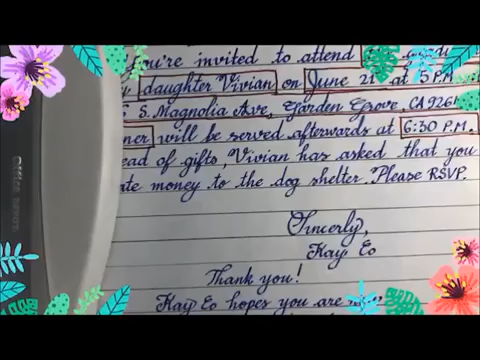 You're invited to attend
daughter Vivian on June 21 at 5 P.M.
S. Magnolia Ave, Garden Grove, CA 926
will be served afterwards at 6:30 P.M.
of gifts, Vivian has asked that you
money to the dog shelter. Please RSVP.
Sincerly,
Kay Eo
Thank you!
Kay Eo hopes you are
Office